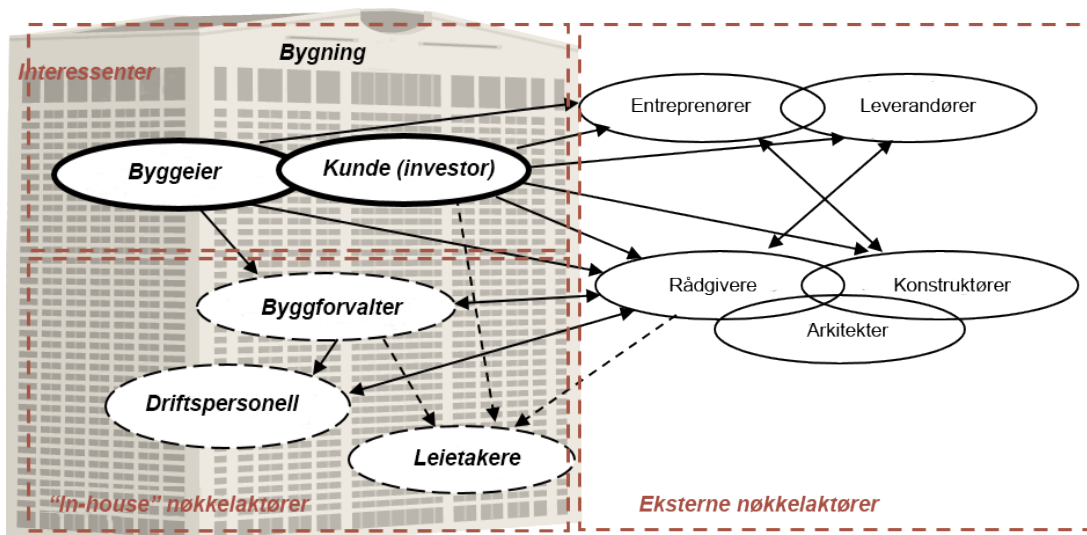 Bygning
Interessenter
Entreprenører
Leverandører
Byggeier
Kunde (investor)
Byggforvalter
Rådgivere
Konstruktører
Arkitekter
Driftspersonell
Leietakere
“In-house” nøkkelaktører
Eksterne nøkkelaktører